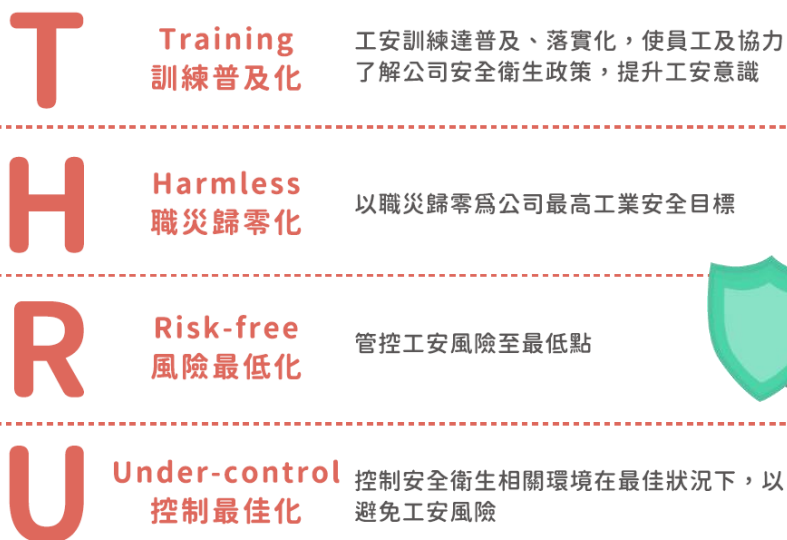 T
Training
訓練普及化
工安訓練達普及、落實化，使員工及協力
了解公司安全衛生政策，提升工安意識
H
Harmless
職災歸零化
以職災歸零爲公司最高工業安全目標
R
Risk-free
風險最低化
管控工安風險至最低點
U
Under-control
控制最佳化
控制安全衛生相關環境在最佳狀況下，以
避免工安風險